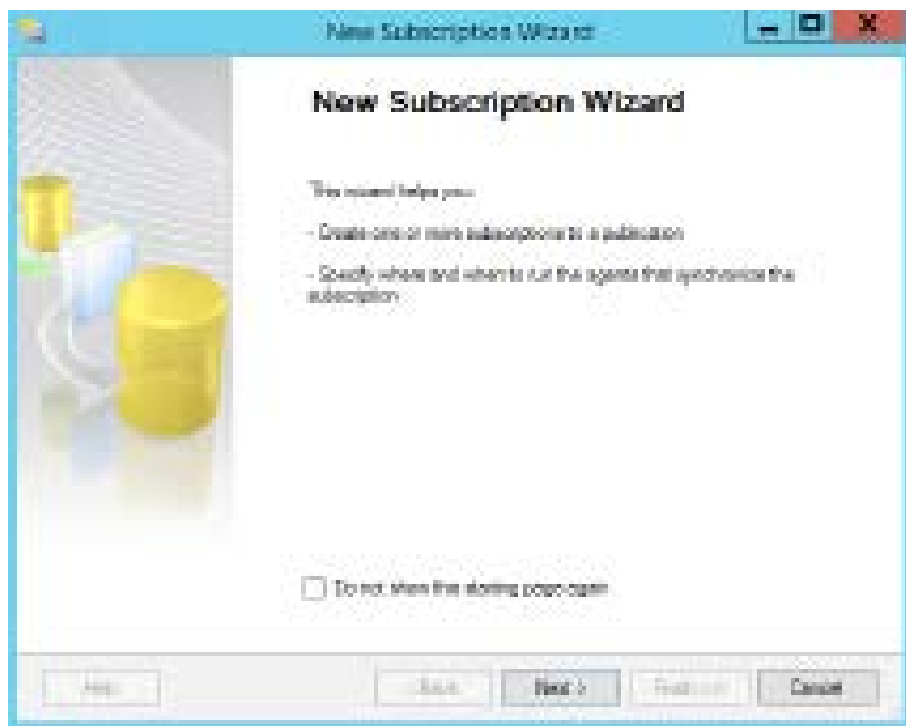 New Subscription Wizard
New Subscription Wizard
This wizard helps you:
- Create one or more subscriptions to a publication
- Specify where and when to run the agents that synchronize the
subscription
Do not show this starting page again
Help
< Back
Next >
Cancel